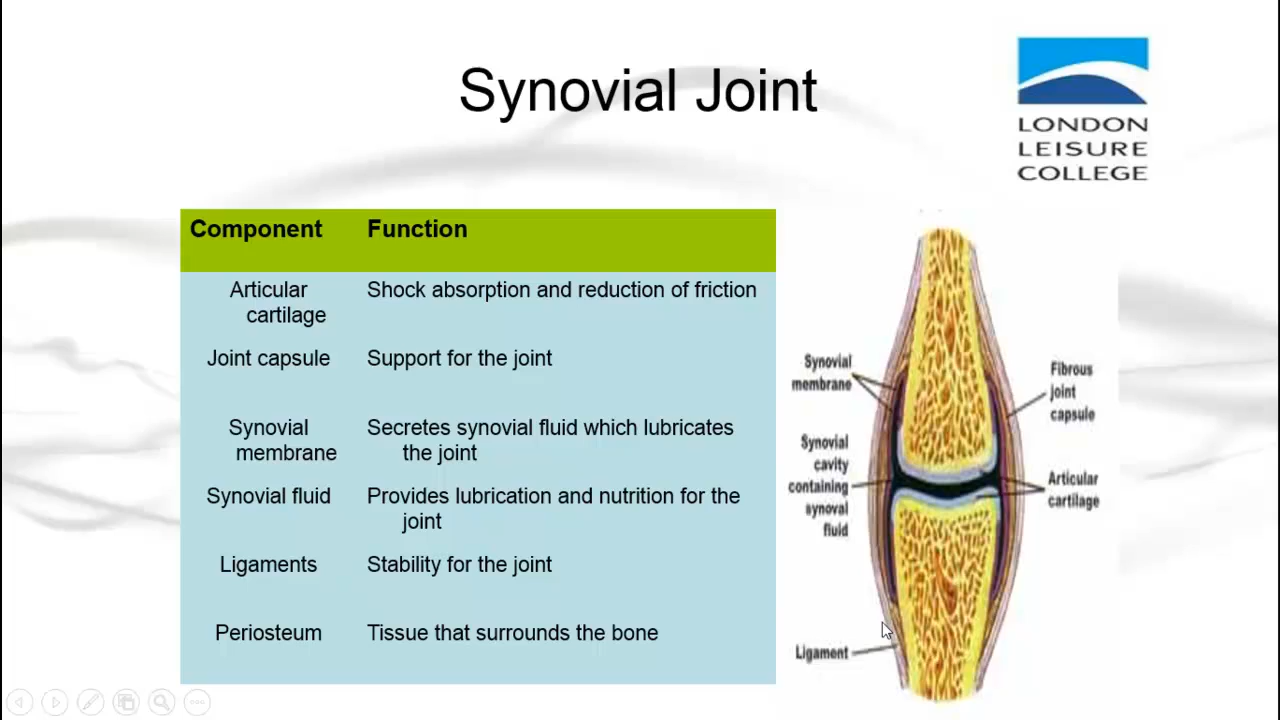 Synovial Joint
LONDON
LEISURE
COLLEGE
Component Function
Articular
cartilage
Shock absorption and reduction of friction
Joint capsule
Support for the joint
Synovial
membrane
Secretes synovial fluid which lubricates
the joint
Synovial fluid
Provides lubrication and nutrition for the
joint
Ligaments
Stability for the joint
Periosteum
Tissue that surrounds the bone
Synovial
membrane
Synovial
cavity
containing
synoval
fluid
Ligament
Fibrous
joint
capsule
Articular
cartilage